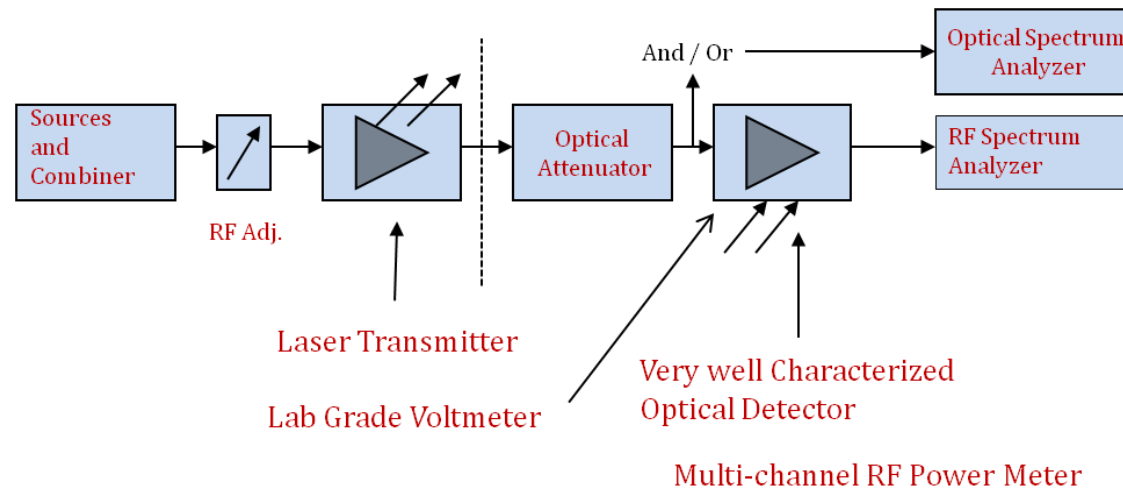 And / Or
Optical Spectrum
Analyzer
Sources
and
Combiner
Optical
Attenuator
RF Spectrum
Analyzer
RF Adj.
Laser Transmitter
Very well Characterized
Optical Detector
Lab Grade Voltmeter
Multi-channel RF Power Meter